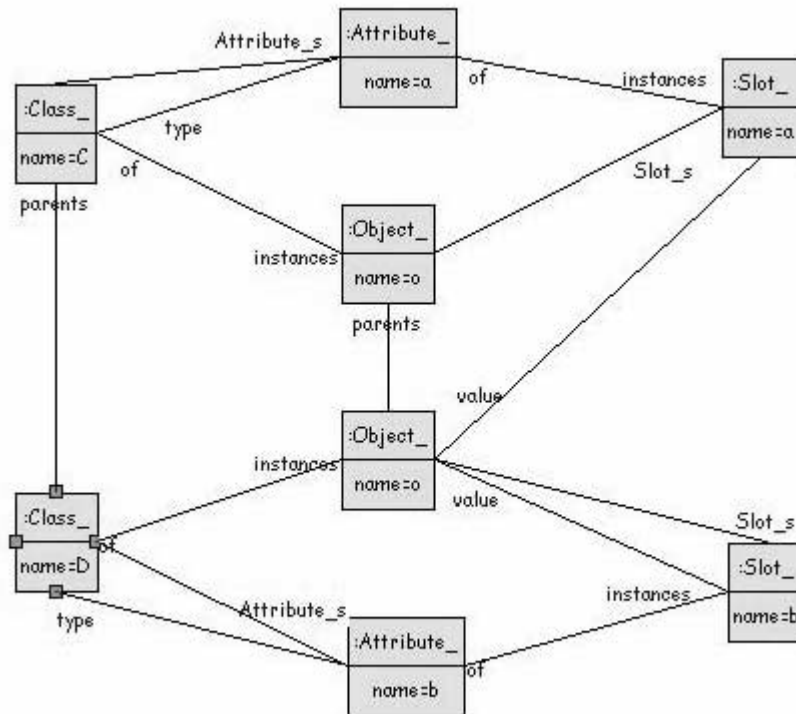 Attribute_s
:Attribute_
name=a
of
instances
:Slot_
name=a
:Class_
name=C
type
of
parents
Slot_s
:Object_
name=o
instances
parents
value
:Object_
name=o
instances
value
:Class_
name=D
of
type
Attribute_s
Slot_s
:Slot_
name=b
instances
:Attribute_
name=b
of